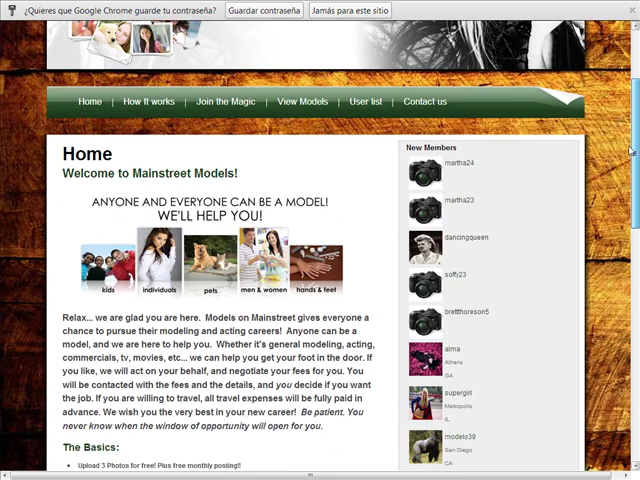 ¿Quieres que Google Chrome guarde tu contraseña? Guardar contraseña Jamás para este sitio
Home | How It works | Join the Magic | View Models | User list | Contact us
Home
Welcome to Mainstreet Models!
ANYONE AND EVERYONE CAN BE A MODEL!
WE'LL HELP YOU!
kids individuals pets men & women hands & feet
Relax... we are glad you are here. Models on Mainstreet gives everyone a
chance to pursue their modeling and acting careers! Anyone can be a
model, and we are here to help you. Whether it's general modeling, acting,
commercials, tv, movies, etc... we can help you get your foot in the door. If
you like, we will act on your behalf, and negotiate your fees for you. They
You will be contacted with the fees and the details, and you decide if you want
the job. If you are willing to travel, all travel expenses will be fully paid in
advance. We wish you the very best in your new career! Be patient. You
never know when the window of opportunity will open for you.
The Basics:
• Upload 3 Photos for free! Plus free monthly posting!!
New Members
martha24
martha23
dancingqueen
soffy23
brettthoreson5
alma
Athens
GA
supergirl
Metropolis
IL
modelo39
San Diego
CA